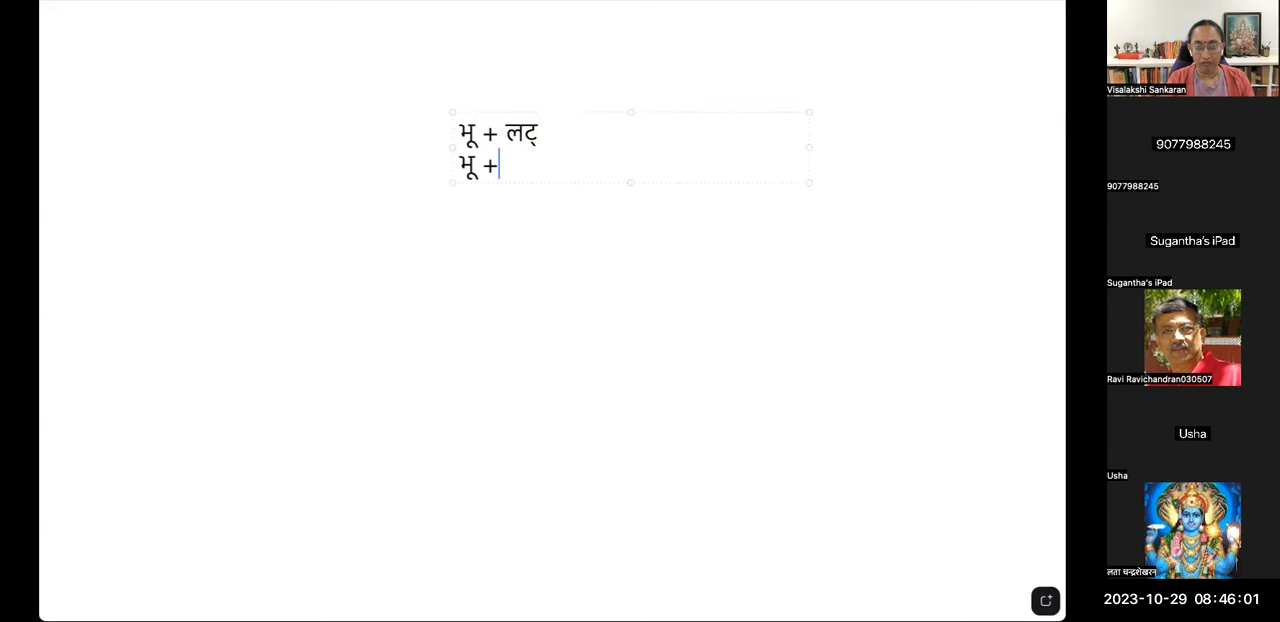 भू + लट्
भू +
Visalakshi Sankaran
9077988245
9077988245
Sugantha's iPad
Sugantha's iPad
Ravi Ravichandran030507
Usha
Usha
लता चन्द्रशेखरन
2023-10-29 08:46:01